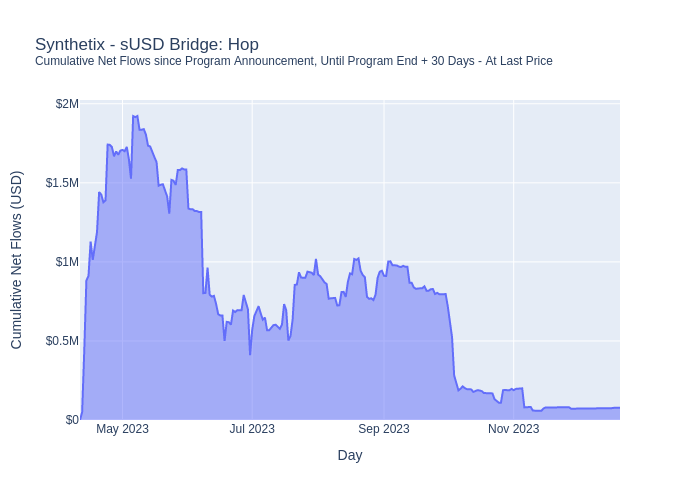 Synthetix - sUSD Bridge: Hop
Cumulative Net Flows since Program Announcement, Until Program End + 30 Days - At Last Price
Cumulative Net Flows (USD)
$2M
$1.5M
$1M
$0.5M
$0
May 2023
Jul 2023
Sep 2023
Nov 2023
Day